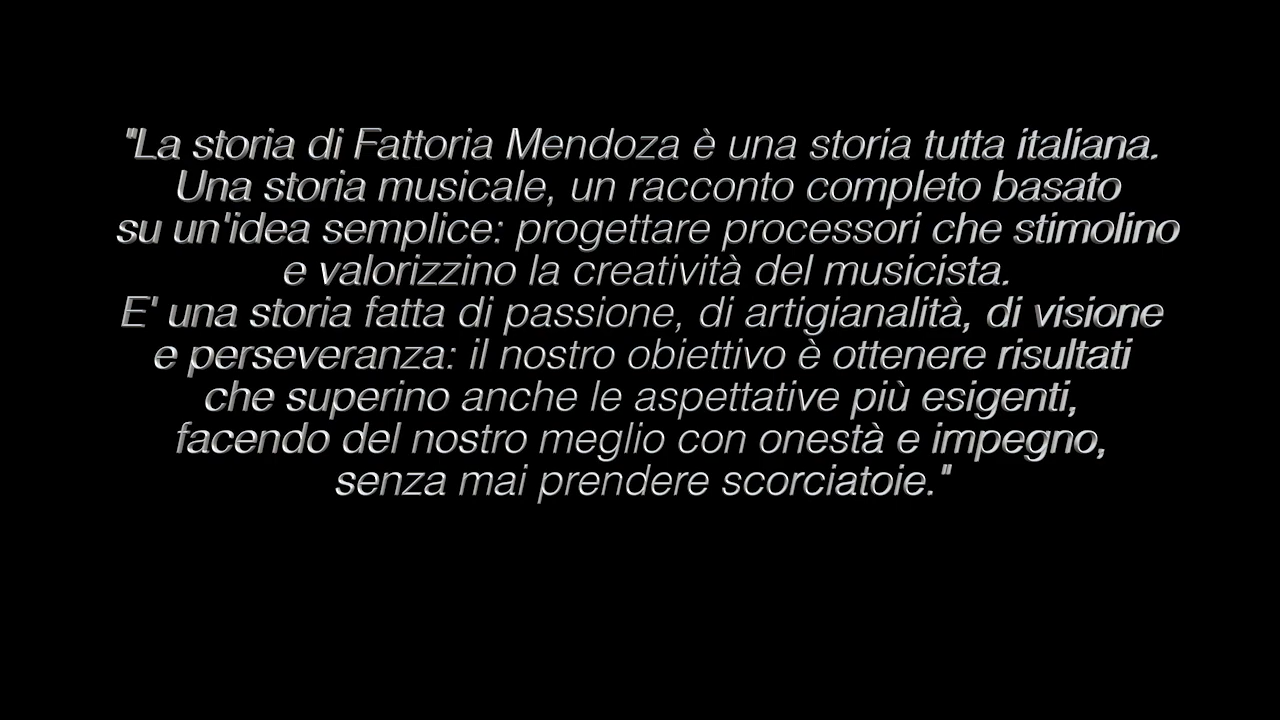 "La storia di Fattoria Mendoza è una storia tutta italiana.
Una storia musicale, un racconto completo basato
su un'idea semplice: progettare processori che stimolino
e valorizzino la creatività del musicista.
E' una storia fatta di passione, di artigianalità, di visione
e perseveranza: il nostro obiettivo è ottenere risultati
che superino anche le aspettative più esigenti,
facendo del nostro meglio con onestà e impegno,
senza mai prendere scorciatoie."